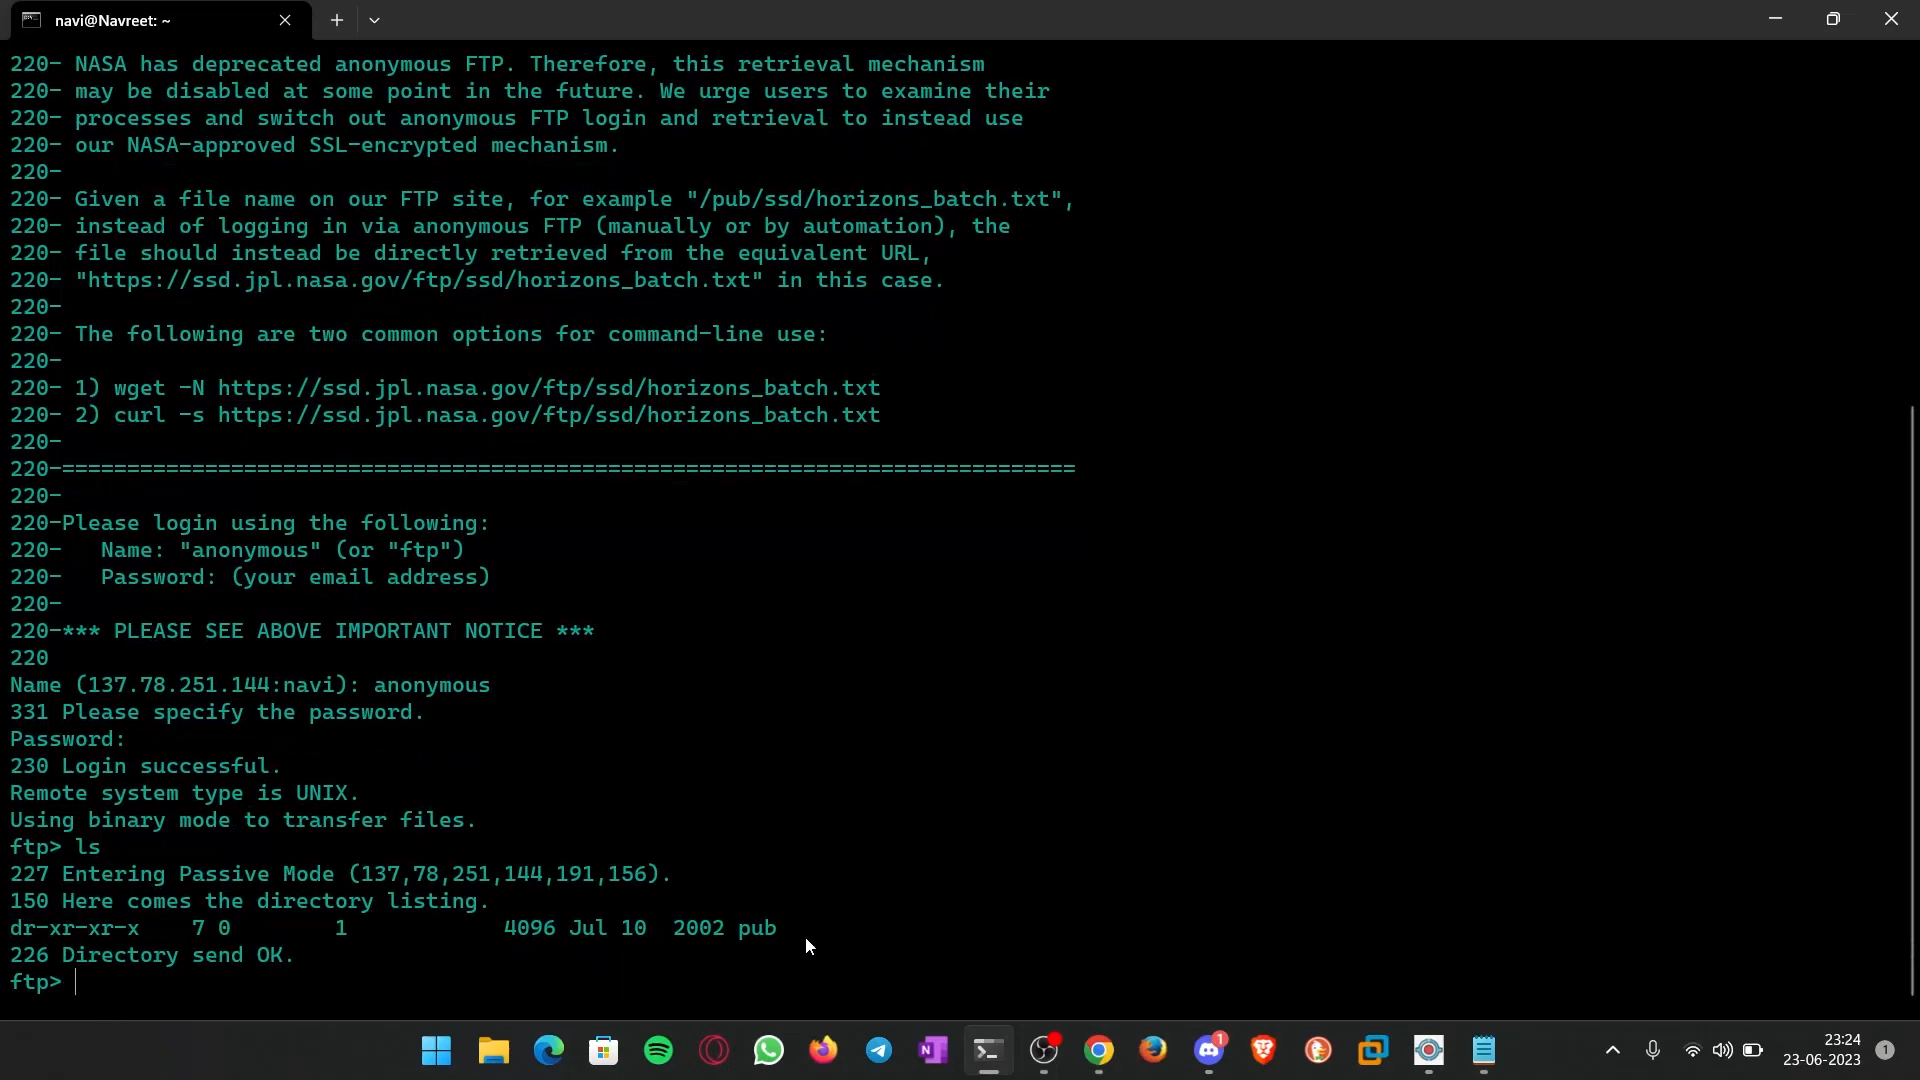 navi@Navreet: ~
220- NASA has deprecated anonymous FTP. Therefore, this retrieval mechanism
220- may be disabled at some point in the future. We urge users to examine their
220- processes and switch out anonymous FTP login and retrieval to instead use
220- our NASA-approved SSL-encrypted mechanism.
220-
220- Given a file name on our FTP site, for example "/pub/ssd/horizons_batch.txt",
220- instead of logging in via anonymous FTP (manually or by automation), the
220- file should instead be directly retrieved from the equivalent URL,
220- "https://ssd.jpl.nasa.gov/ftp/ssd/horizons_batch.txt" in this case.
220-
220- The following are two common options for command-line use:
220-
220- 1) wget -N https://ssd.jpl.nasa.gov/ftp/ssd/horizons_batch.txt
220- 2) curl -s https://ssd.jpl.nasa.gov/ftp/ssd/horizons_batch.txt
220-
220-==============================================================================
220-
220-Please login using the following:
220-   Name: "anonymous" (or "ftp")
220-   Password: (your email address)
220-
220-*** PLEASE SEE ABOVE IMPORTANT NOTICE ***
220
Name (137.78.251.144:navi): anonymous
331 Please specify the password.
Password:
230 Login successful.
Remote system type is UNIX.
Using binary mode to transfer files.
ftp> ls
227 Entering Passive Mode (137,78,251,144,191,156).
150 Here comes the directory listing.
dr-xr-xr-x    7 0        1            4096 Jul 10  2002 pub
226 Directory send OK.
ftp>
N
1
23:24
23-06-2023
1